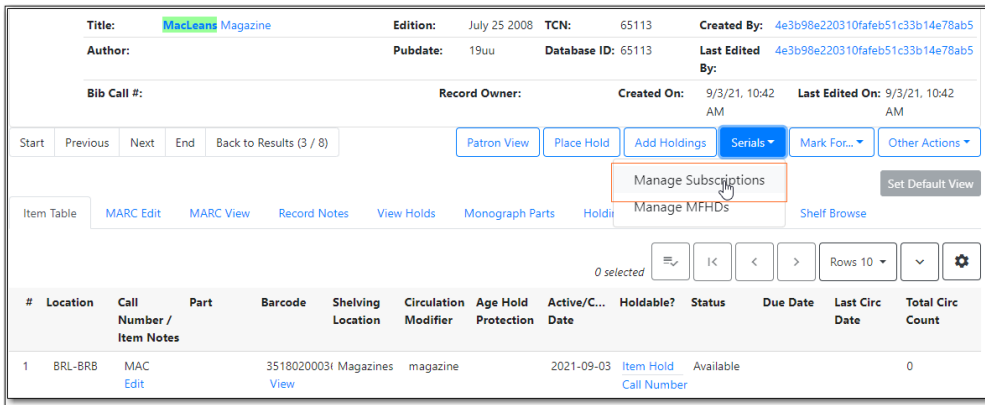 Title: MacLeans Magazine Edition: July 25 2008 TCN: 65113 Created By: 4e3b98e220310fafeb51c33b14e78ab5
Author: Pubdate: 19uu Database ID: 65113 Last Edited By: 4e3b98e220310fafeb51c33b14e78ab5
Bib Call #: Record Owner: Created On: 9/3/21, 10:42 AM Last Edited On: 9/3/21, 10:42 AM
Start Previous Next End Back to Results (3 / 8) Patron View Place Hold Add Holdings Serials Mark For... Other Actions
Manage Subscriptions Set Default View
Manage MFHDs
Item Table MARC Edit MARC View Record Notes View Holds Monograph Parts Shelf Browse
0 selected Rows 10
# Location Call Number / Item Notes Part Barcode Shelving Location Circulation Modifier Age Hold Protection Active/C... Date Holdable? Status Due Date Last Circ Date Total Circ Count
1 BRL-BRB MAC 3518020003( Magazines magazine 2021-09-03 Item Hold Available 0
Edit View Call Number